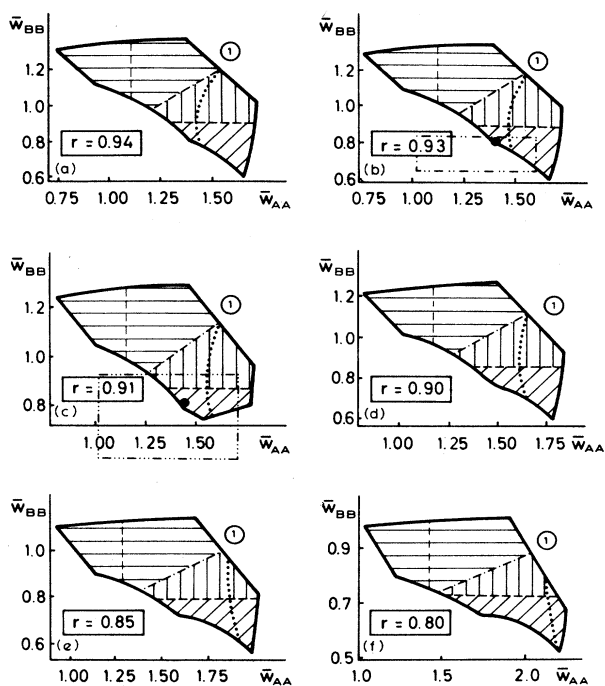 w̄BB w̄BB
1 1
1.2 1.2
1.0 1.0
0.8 0.8
r = 0.94 r = 0.93
0.6 (a) 0.6 (b)
0.75 1.00 1.25 1.50 w̄AA 0.75 1.00 1.25 1.50 w̄AA
w̄BB w̄BB
1 1
1.2 1.2
1.0 1.0
0.8 0.8
r = 0.91 r = 0.90
(c) 0.6 (d)
1.00 1.25 1.50 w̄AA 1.00 1.25 1.50 1.75 w̄AA
w̄BB w̄BB
1 1
1.0 0.9
0.8 0.7
r = 0.85 r = 0.80
0.6 (e) 0.5 (f)
1.00 1.25 1.50 1.75 w̄AA 1.0 1.5 2.0 w̄AA